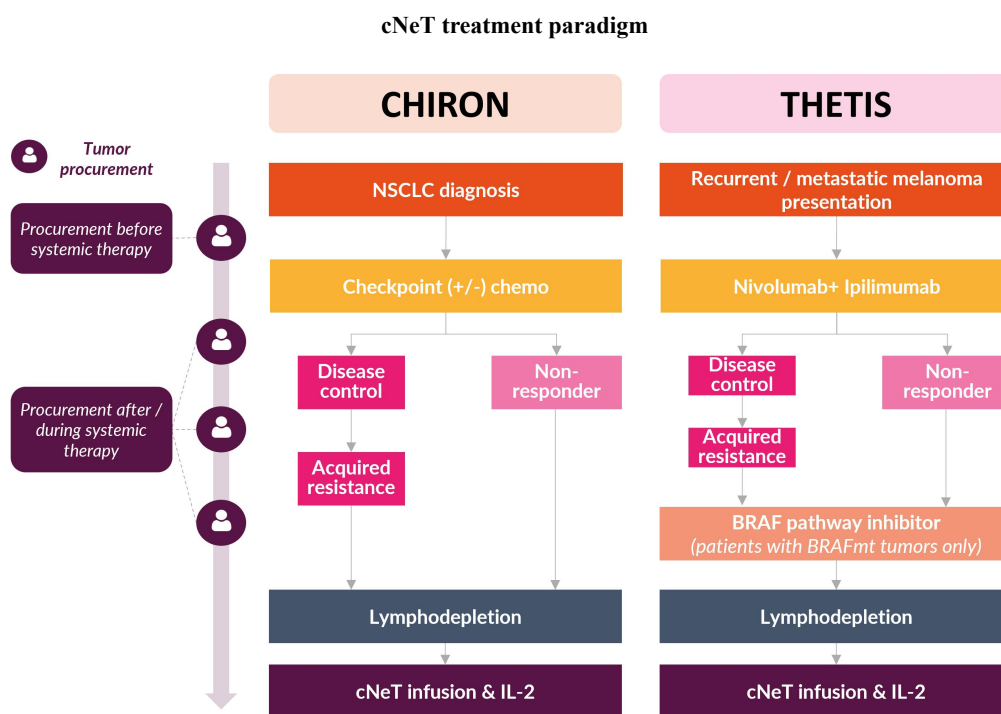 cNeT treatment paradigm
CHIRON
THETIS
Tumor
procurement
Procurement before
systemic therapy
Procurement after /
during systemic
therapy
NSCLC diagnosis
Checkpoint (+/-) chemo
Disease
control
Non-
responder
Acquired
resistance
Lymphodepletion
cNeT infusion & IL-2
Recurrent / metastatic melanoma
presentation
Nivolumab+ Ipilimumab
Disease
control
Non-
responder
Acquired
resistance
BRAF pathway inhibitor
(patients with BRAFmt tumors only)
Lymphodepletion
cNeT infusion & IL-2